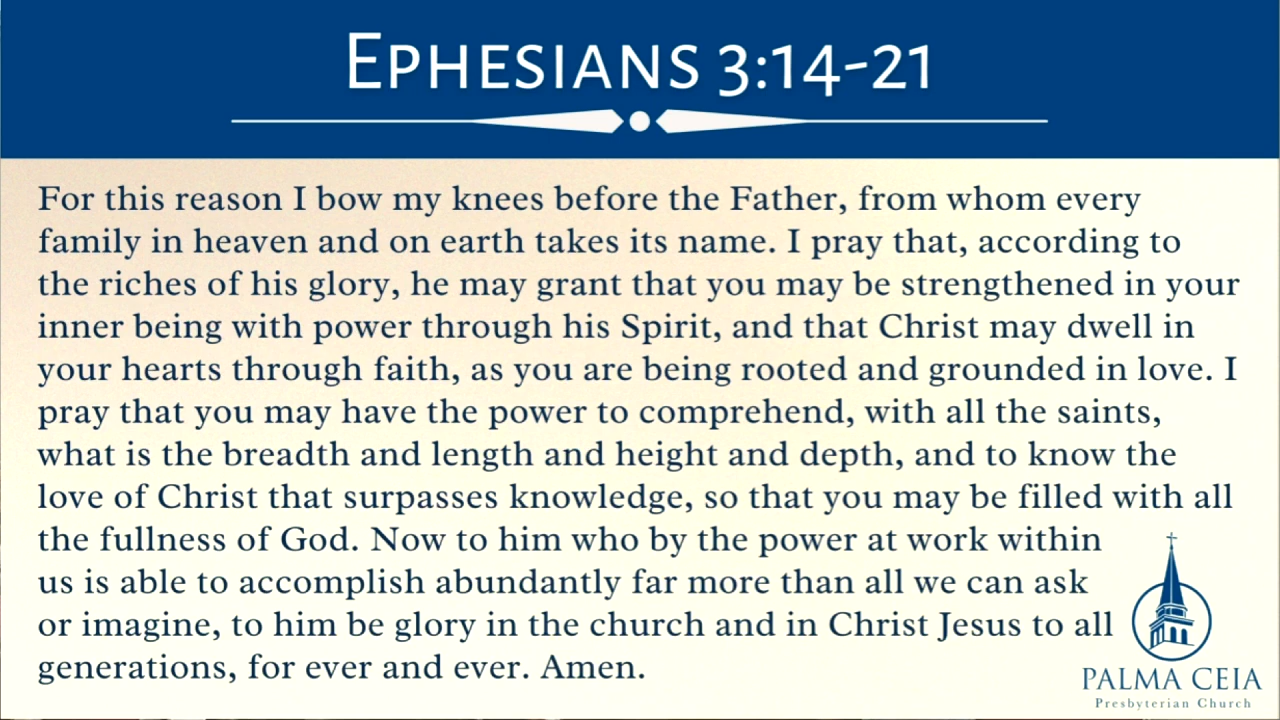 EPHESIANS 3:14-21
For this reason I bow my knees before the Father, from whom every
family in heaven and on earth takes its name. I pray that, according to
the riches of his glory, he may grant that you may be strengthened in your
inner being with power through his Spirit, and that Christ may dwell in
your hearts through faith, as you are being rooted and grounded in love. I
pray that you may have the power to comprehend, with all the saints,
what is the breadth and length and height and depth, and to know the
love of Christ that surpasses knowledge, so that you may be filled with all
the fullness of God. Now to him who by the power at work within
us is able to accomplish abundantly far more than all we can ask
or imagine, to him be glory in the church and in Christ Jesus to all
generations, for ever and ever. Amen.
PALMA CEIA
Presbyterian Church